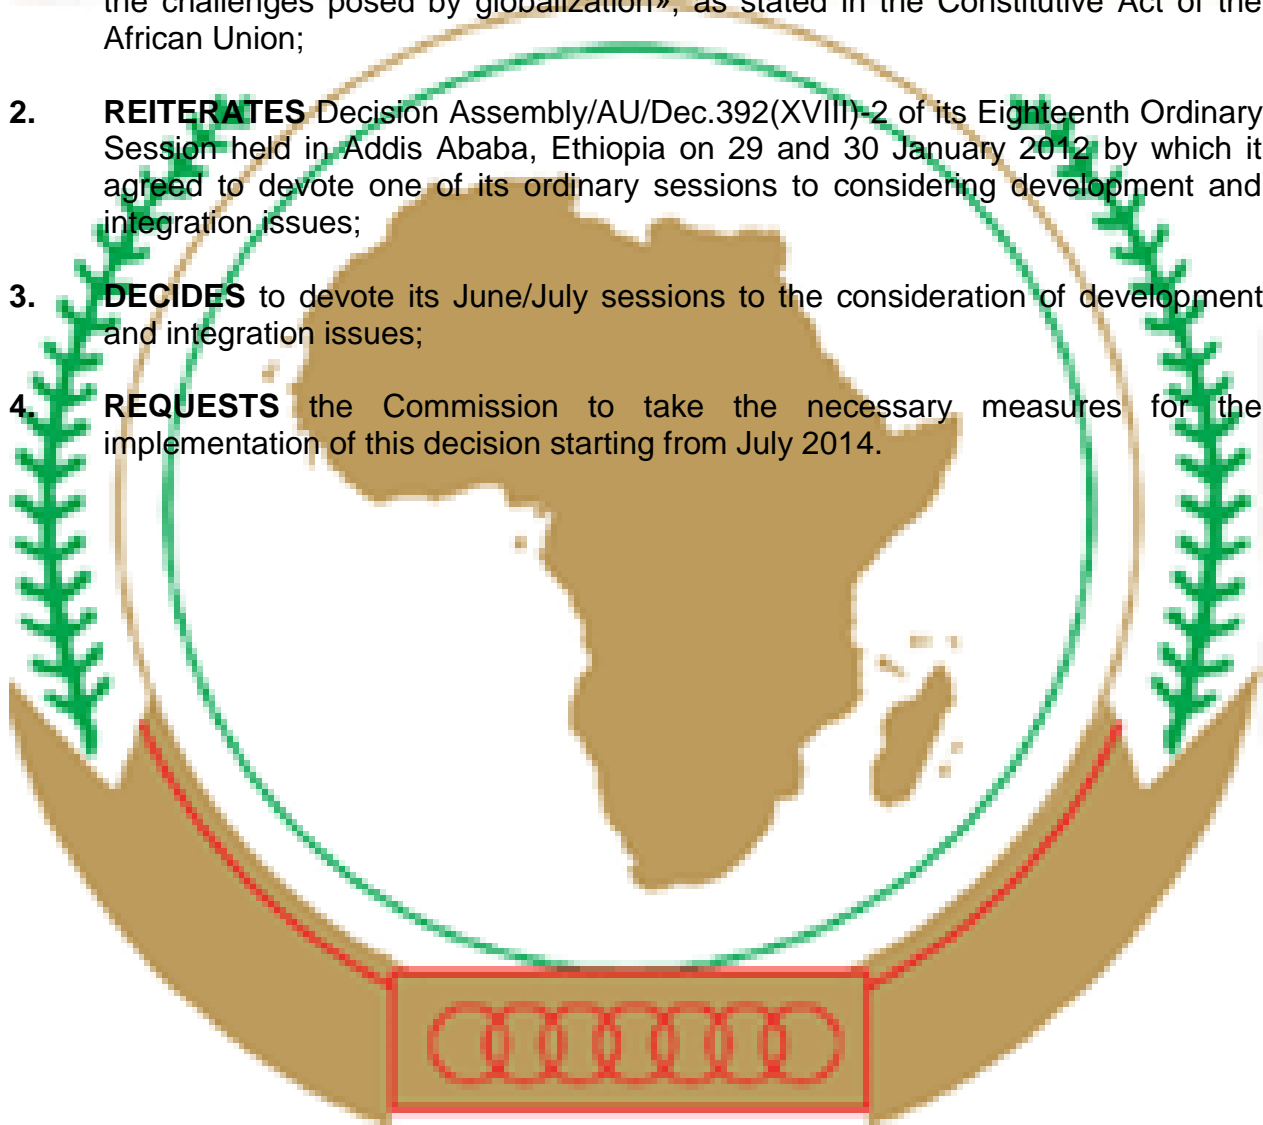 the challenges posed by globalization», as stated in the Constitutive Act of the
African Union;
2. REITERATES Decision Assembly/AU/Dec.392(XVIII)-2 of its Eighteenth Ordinary
Session held in Addis Ababa, Ethiopia on 29 and 30 January 2012 by which it
agreed to devote one of its ordinary sessions to considering development and
integration issues;
3. DECIDES to devote its June/July sessions to the consideration of development
and integration issues;
4. REQUESTS the Commission to take the necessary measures for the
implementation of this decision starting from July 2014.